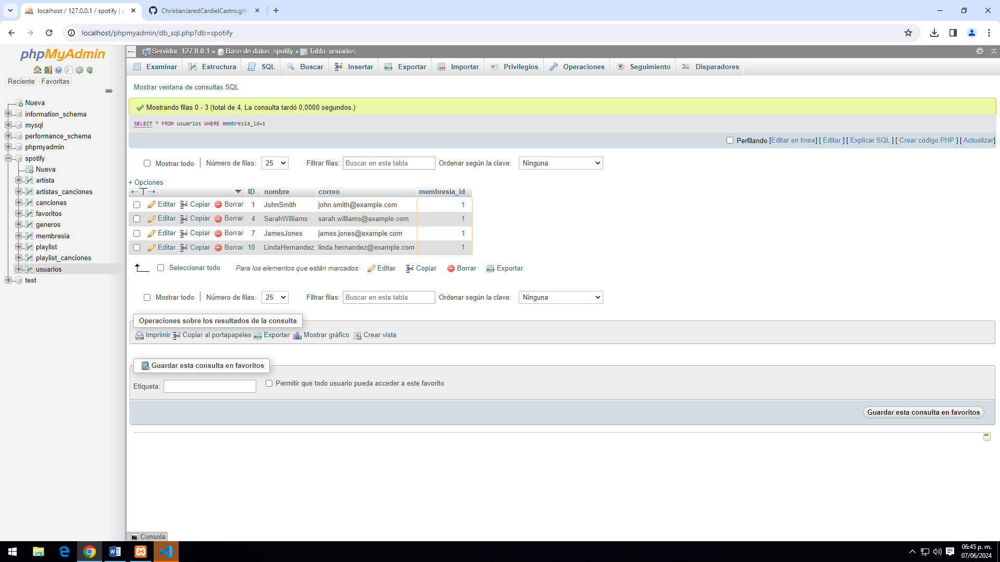 localhost / 127.0.0.1 / spotify | p
ChristianJaredCardielCastro.gith
localhost/phpmyadmin/db_sql.php?db=spotify
phpMyAdmin
Reciente Favoritas
Nueva
information_schema
mysql
performance_schema
phpmyadmin
spotify
Nueva
artista
artistas_canciones
canciones
favoritos
generos
membresia
playlist
playlist_canciones
usuarios
test
Servidor: 127.0.0.1 » Base de datos: spotify » Tabla: usuarios
Examinar Estructura SQL Buscar Insertar Exportar Importar Privilegios Operaciones Seguimiento Disparadores
Mostrar ventana de consultas SQL
Mostrando filas 0 - 3 (total de 4, La consulta tardó 0,0000 segundos.)
SELECT * FROM usuarios WHERE membresia_id=1
Perfilando [Editar en línea] [ Editar ] [ Explicar SQL ] [ Crear código PHP ] [ Actualizar]
Mostrar todo Número de filas: 25 Filtrar filas: Buscar en esta tabla Ordenar según la clave: Ninguna
+ Opciones
ID nombre correo membresia_id
Editar Copiar Borrar 1 JohnSmith john.smith@example.com 1
Editar Copiar Borrar 4 SarahWilliams sarah.williams@example.com 1
Editar Copiar Borrar 7 JamesJones james.jones@example.com 1
Editar Copiar Borrar 10 LindaHernandez linda.hernandez@example.com 1
Seleccionar todo Para los elementos que están marcados: Editar Copiar Borrar Exportar
Mostrar todo Número de filas: 25 Filtrar filas: Buscar en esta tabla Ordenar según la clave: Ninguna
Operaciones sobre los resultados de la consulta
Imprimir Copiar al portapapeles Exportar Mostrar gráfico Crear vista
Guardar esta consulta en favoritos
Etiqueta: Permitir que todo usuario pueda acceder a este favorito
Guardar esta consulta en favoritos
Consola
06:45 p. m.
07/06/2024